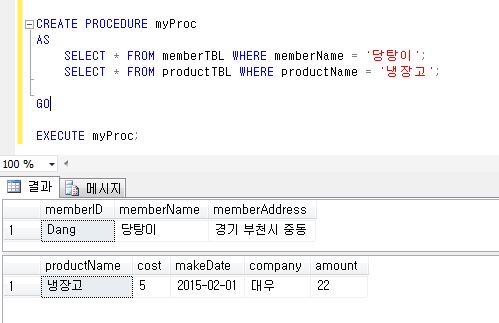 CREATE PROCEDURE myProc
AS
SELECT * FROM memberTBL WHERE memberName = '당탕이';
SELECT * FROM productTBL WHERE productName = '냉장고';
GO
EXECUTE myProc;
100 %
결과 메시지
memberID memberName memberAddress
1 Dang 당탕이 경기 부천시 중동
productName cost makeDate company amount
1 냉장고 5 2015-02-01 대우 22